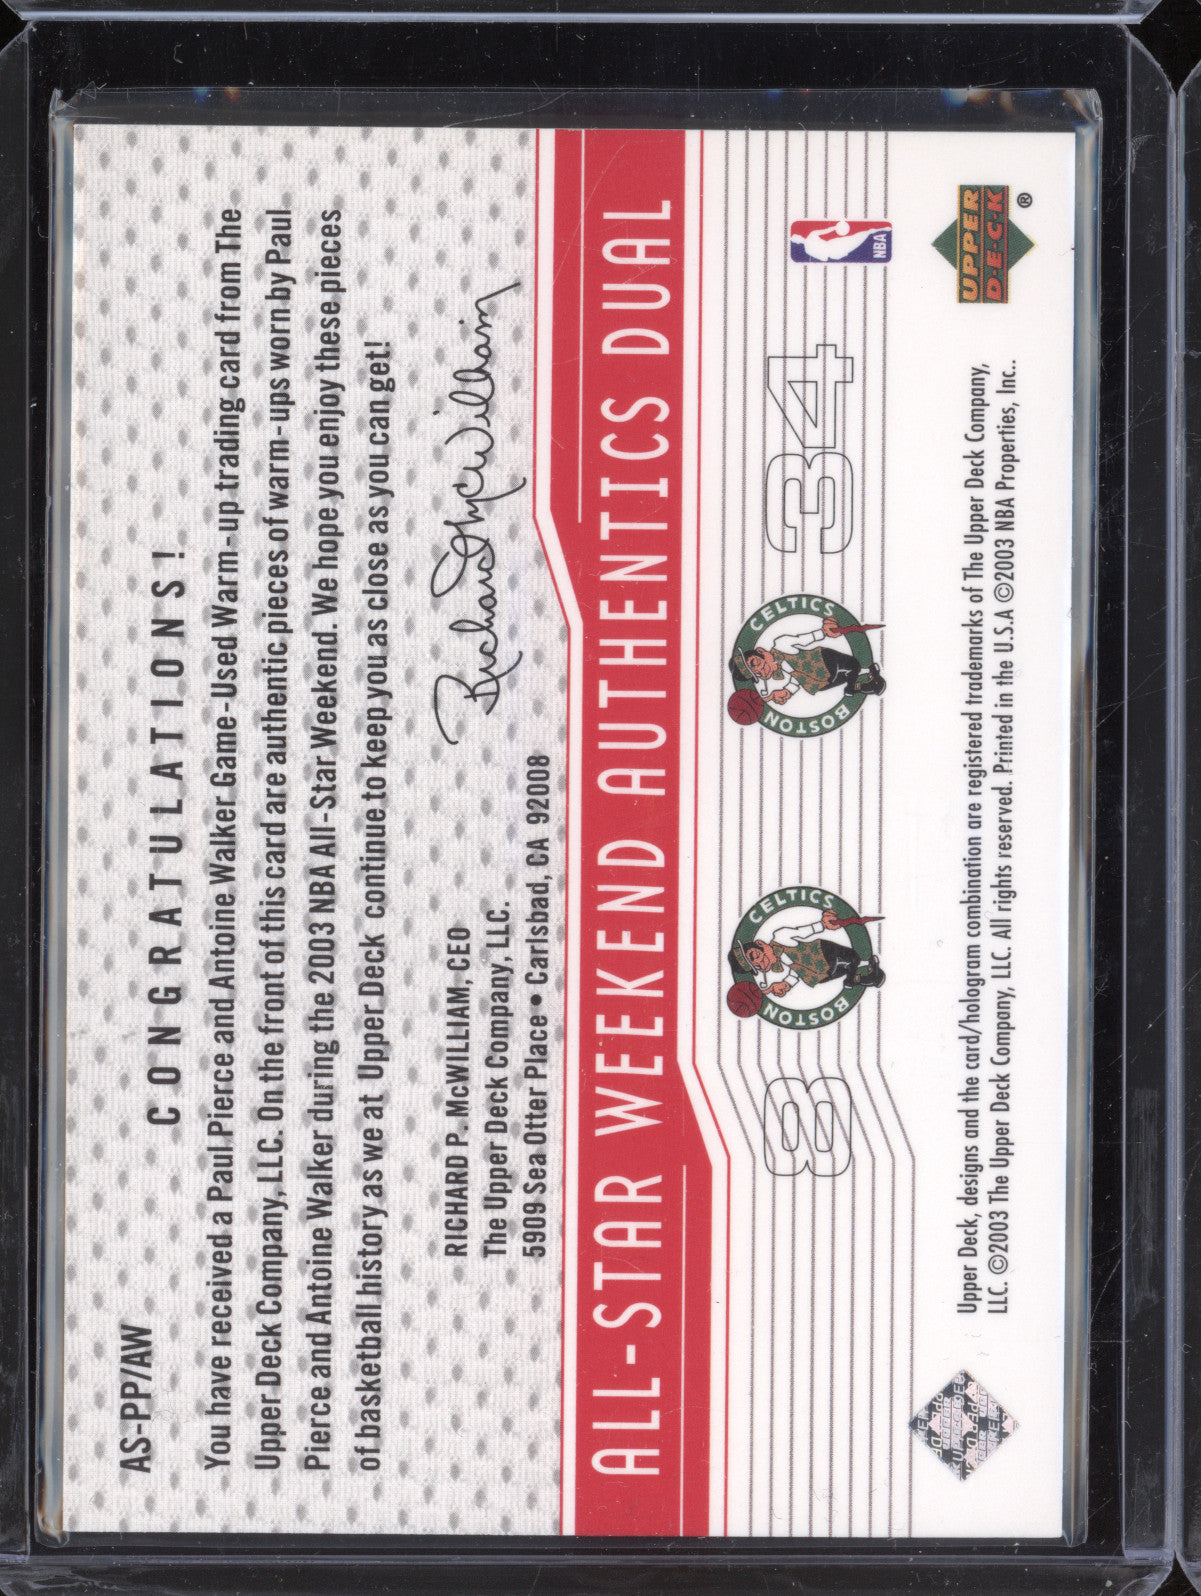 AS-PP/AW
CONGRATULATIONS!
You have received a Paul Pierce and Antoine Walker Game-Used Warm-up trading card from The
Upper Deck Company, LLC. On the front of this card are authentic pieces of warm-ups worn by Paul
Pierce and Antoine Walker during the 2003 NBA All-Star Weekend. We hope you enjoy these pieces
of basketball history, as we at Upper Deck continue to keep you as close as you can get!
Richard McWilliam
RICHARD P. McWILLIAM, CEO
The Upper Deck Company, LLC.
5909 Sea Otter Place • Carlsbad, CA 92008
ALL-STAR WEEKEND AUTHENTICS DUAL
8
BOSTON CELTICS
BOSTON CELTICS
34
NBA
Upper Deck, designs and the card/hologram combination are registered trademarks of The Upper Deck Company,
LLC. ©2003 The Upper Deck Company, LLC. All rights reserved. Printed in the U.S.A ©2003 NBA Properties, Inc..
UPPER
D·E·C·K
®